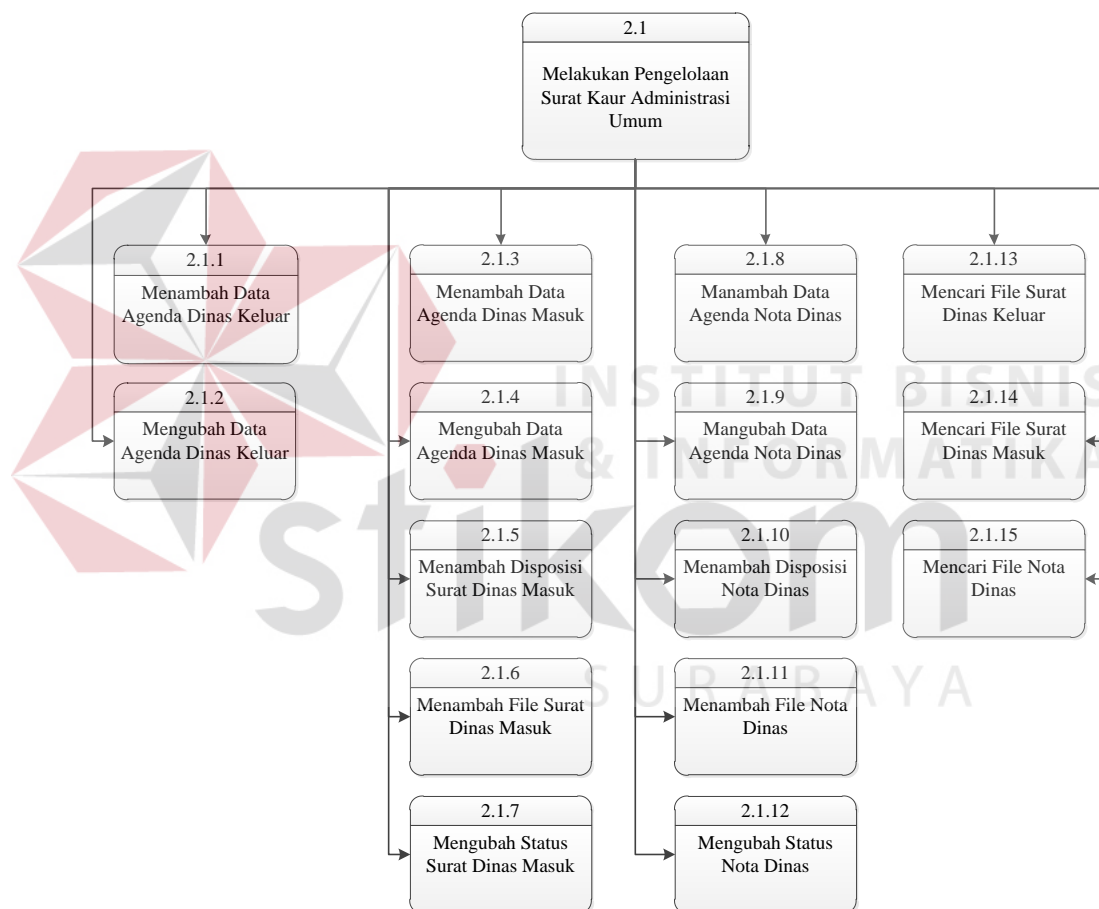 2.1
Melakukan Pengelolaan
Surat Kaur Administrasi
Umum
2.1.1
Menambah Data
Agenda Dinas Keluar
2.1.2
Mengubah Data
Agenda Dinas Keluar
2.1.3
Menambah Data
Agenda Dinas Masuk
2.1.4
Mengubah Data
Agenda Dinas Masuk
2.1.5
Menambah Disposisi
Surat Dinas Masuk
2.1.6
Menambah File Surat
Dinas Masuk
2.1.7
Mengubah Status
Surat Dinas Masuk
2.1.8
Manambah Data
Agenda Nota Dinas
2.1.9
Mangubah Data
Agenda Nota Dinas
2.1.10
Menambah Disposisi
Nota Dinas
2.1.11
Menambah File Nota
Dinas
2.1.12
Mengubah Status
Nota Dinas
2.1.13
Mencari File Surat
Dinas Keluar
2.1.14
Mencari File Surat
Dinas Masuk
2.1.15
Mencari File Nota
Dinas
INSTITUT BISNIS
& INFORMATIKA
stikom
SURABAYA